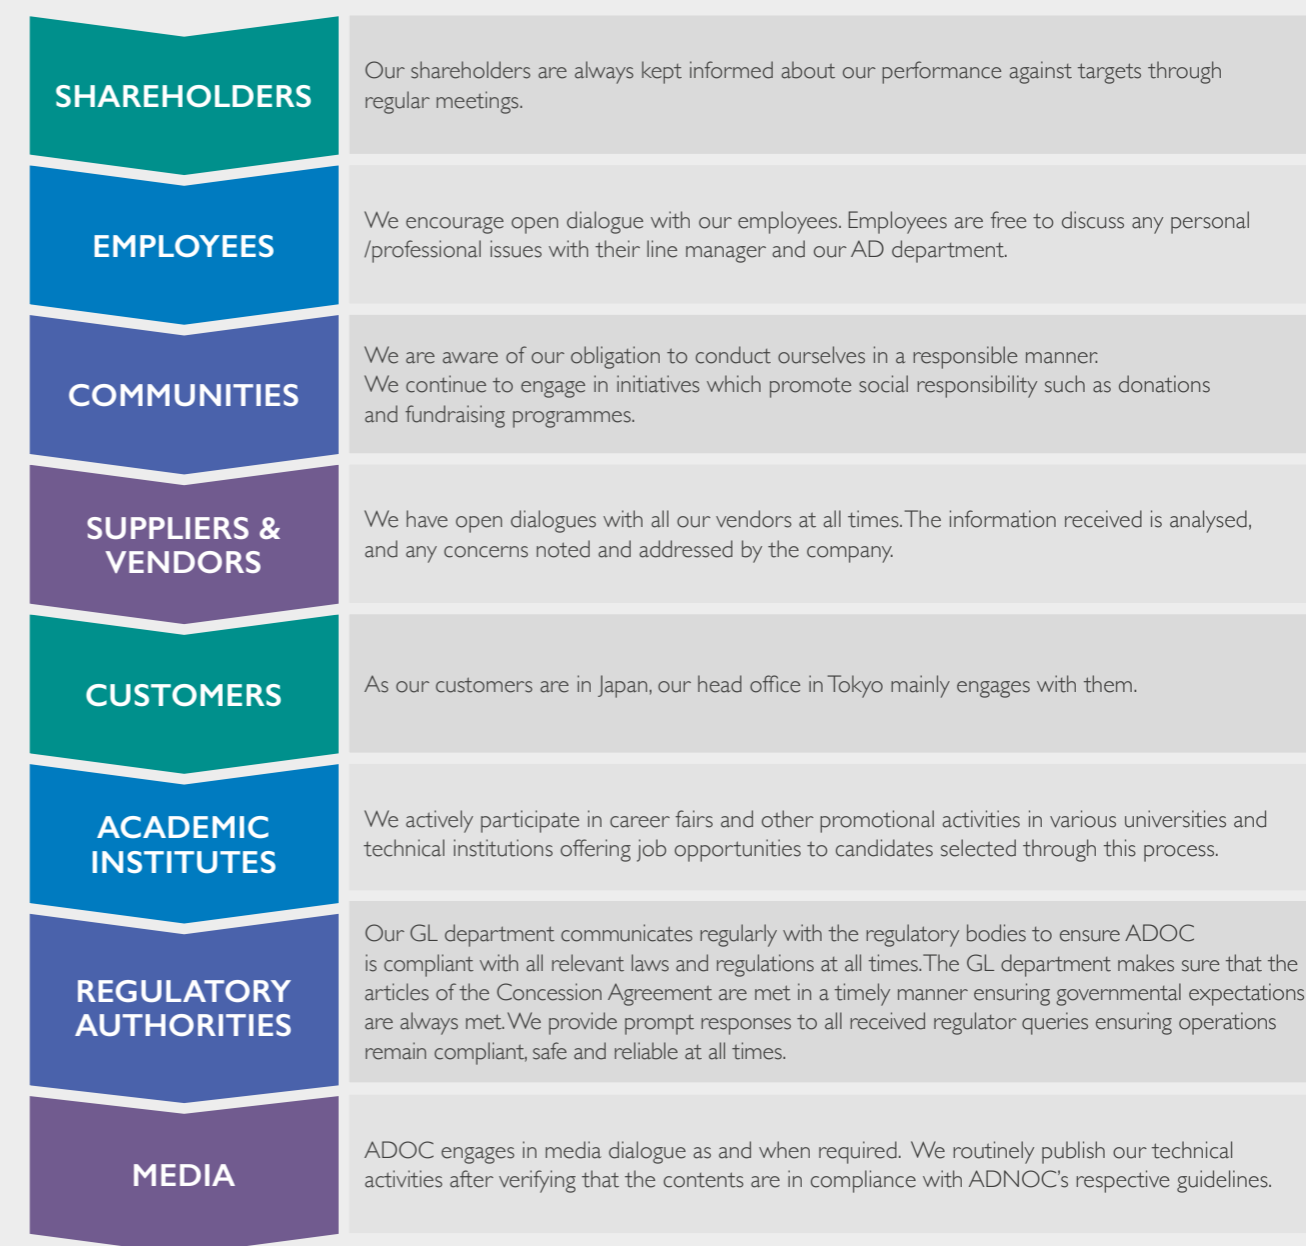 SHAREHOLDERS
Our shareholders are always kept informed about our performance against targets through
regular meetings.
EMPLOYEES
We encourage open dialogue with our employees. Employees are free to discuss any personal
/professional issues with their line manager and our AD department.
COMMUNITIES
We are aware of our obligation to conduct ourselves in a responsible manner.
We continue to engage in initiatives which promote social responsibility such as donations
and fundraising programmes.
SUPPLIERS &
VENDORS
We have open dialogues with all our vendors at all times. The information received is analysed,
and any concerns noted and addressed by the company.
CUSTOMERS
As our customers are in Japan, our head office in Tokyo mainly engages with them.
ACADEMIC
INSTITUTES
We actively participate in career fairs and other promotional activities in various universities and
technical institutions offering job opportunities to candidates selected through this process.
REGULATORY
AUTHORITIES
Our GL department communicates regularly with the regulatory bodies to ensure ADOC
is compliant with all relevant laws and regulations at all times. The GL department makes sure that the
articles of the Concession Agreement are met in a timely manner ensuring governmental expectations
are always met. We provide prompt responses to all received regulator queries ensuring operations
remain compliant, safe and reliable at all times.
MEDIA
ADOC engages in media dialogue as and when required. We routinely publish our technical
activities after verifying that the contents are in compliance with ADNOC's respective guidelines.